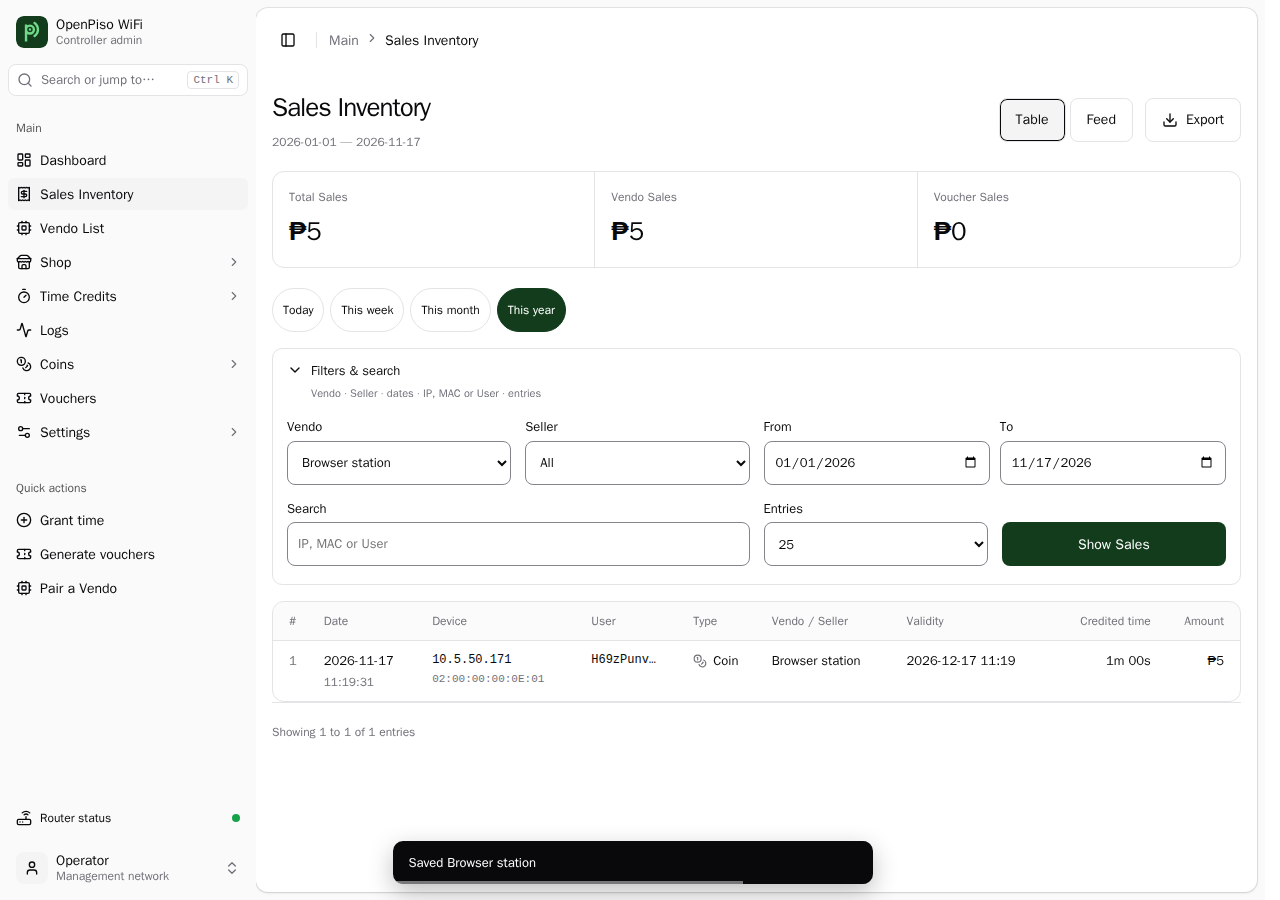 OpenPiso WiFi
Controller admin
Search or jump to… Ctrl K
Main
Dashboard
Sales Inventory
Vendo List
Shop
Time Credits
Logs
Coins
Vouchers
Settings
Quick actions
Grant time
Generate vouchers
Pair a Vendo
Router status
Operator
Management network
Main > Sales Inventory
Sales Inventory
2026-01-01 — 2026-11-17
Table Feed Export
Total Sales Vendo Sales Voucher Sales
₱5 ₱5 ₱0
Today This week This month This year
Filters & search
Vendo · Seller · dates · IP, MAC or User · entries
Vendo Seller From To
Browser station All 01/01/2026 11/17/2026
Search Entries
IP, MAC or User 25 Show Sales
# Date Device User Type Vendo / Seller Validity Credited time Amount
1 2026-11-17 10.5.50.171 H69zPunv… Coin Browser station 2026-12-17 11:19 1m 00s ₱5
11:19:31 02:00:00:00:0E:01
Showing 1 to 1 of 1 entries
Saved Browser station